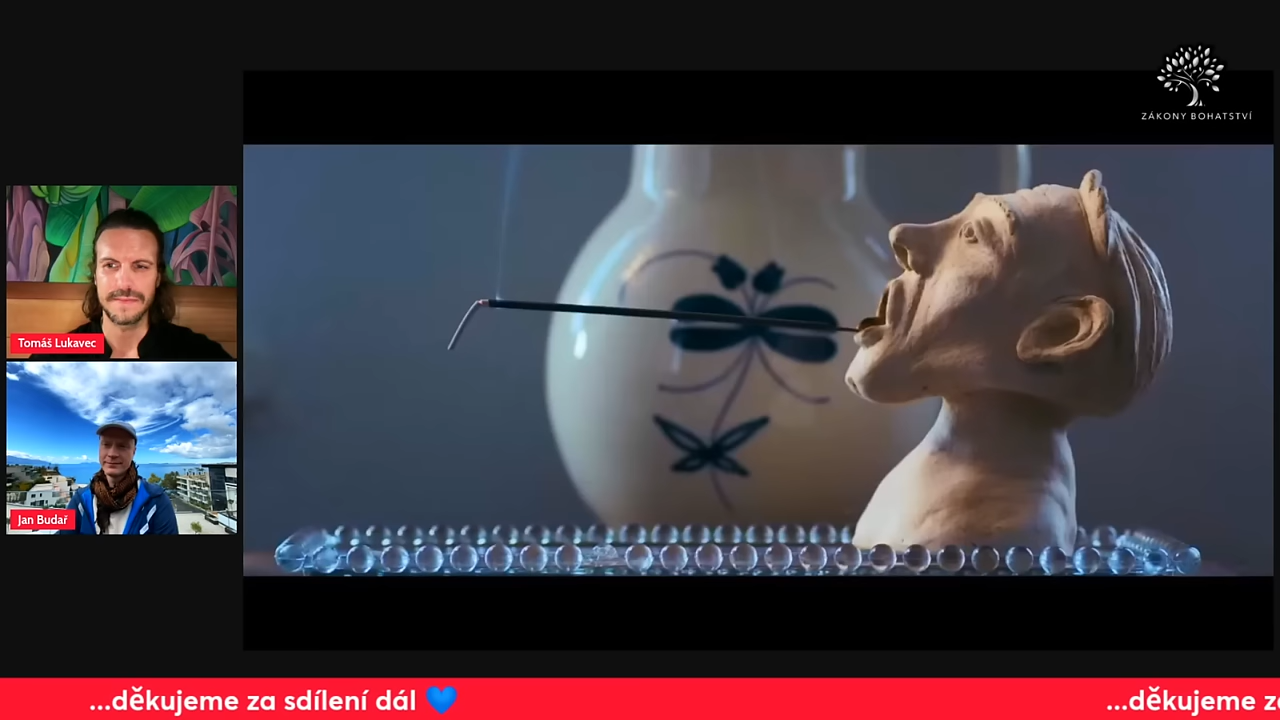 ZÁKONY BOHATSTVÍ
Tomáš Lukavec
Jan Budař
...děkujeme za sdílení dál 💙
...děkujeme z